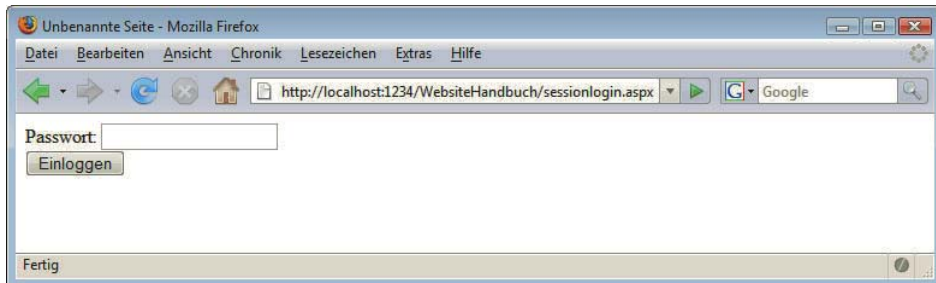 Unbenannte Seite - Mozilla Firefox
Datei Bearbeiten Ansicht Chronik Lesezeichen Extras Hilfe
http://localhost:1234/WebsiteHandbuch/sessionlogin.aspx G Google
Passwort:
Einloggen
Fertig